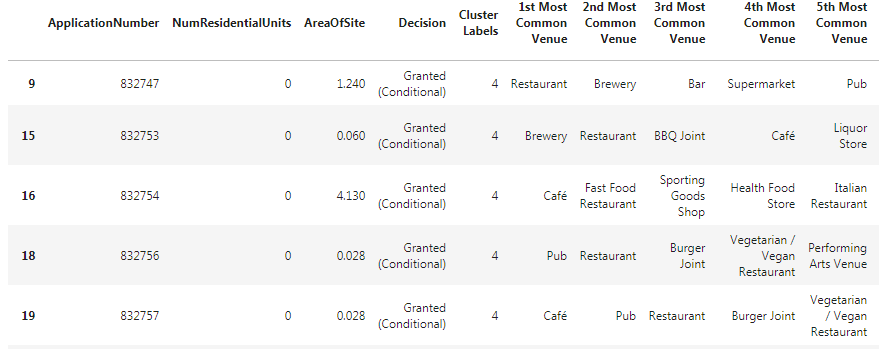 ApplicationNumber NumResidentialUnits AreaOfSite Decision Cluster Labels 1st Most Common Venue 2nd Most Common Venue 3rd Most Common Venue 4th Most Common Venue 5th Most Common Venue
9 832747 0 1.240 Granted (Conditional) 4 Restaurant Brewery Bar Supermarket Pub
15 832753 0 0.060 Granted (Conditional) 4 Brewery Restaurant BBQ Joint Café Liquor Store
16 832754 0 4.130 Granted (Conditional) 4 Café Fast Food Restaurant Sporting Goods Shop Health Food Store Italian Restaurant
18 832756 0 0.028 Granted (Conditional) 4 Pub Restaurant Burger Joint Vegetarian / Vegan Restaurant Performing Arts Venue
19 832757 0 0.028 Granted (Conditional) 4 Café Pub Restaurant Burger Joint Vegetarian / Vegan Restaurant